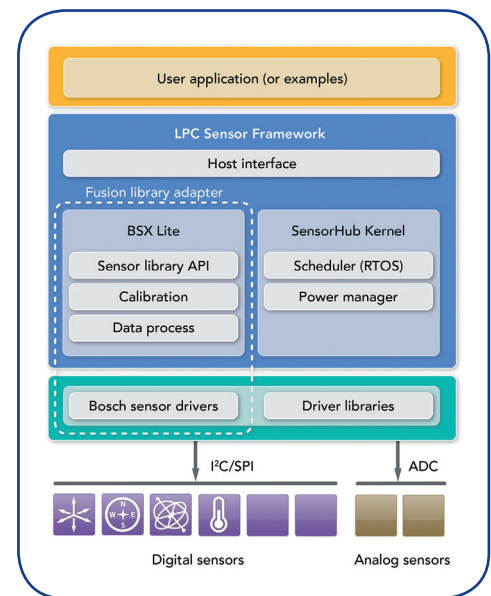 User application (or examples)
LPC Sensor Framework
Host interface
Fusion library adapter
BSX Lite
Sensor library API
Calibration
Data process
SensorHub Kernel
Scheduler (RTOS)
Power manager
Bosch sensor drivers
Driver libraries
I²C/SPI
ADC
N
W E
S
Digital sensors
Analog sensors